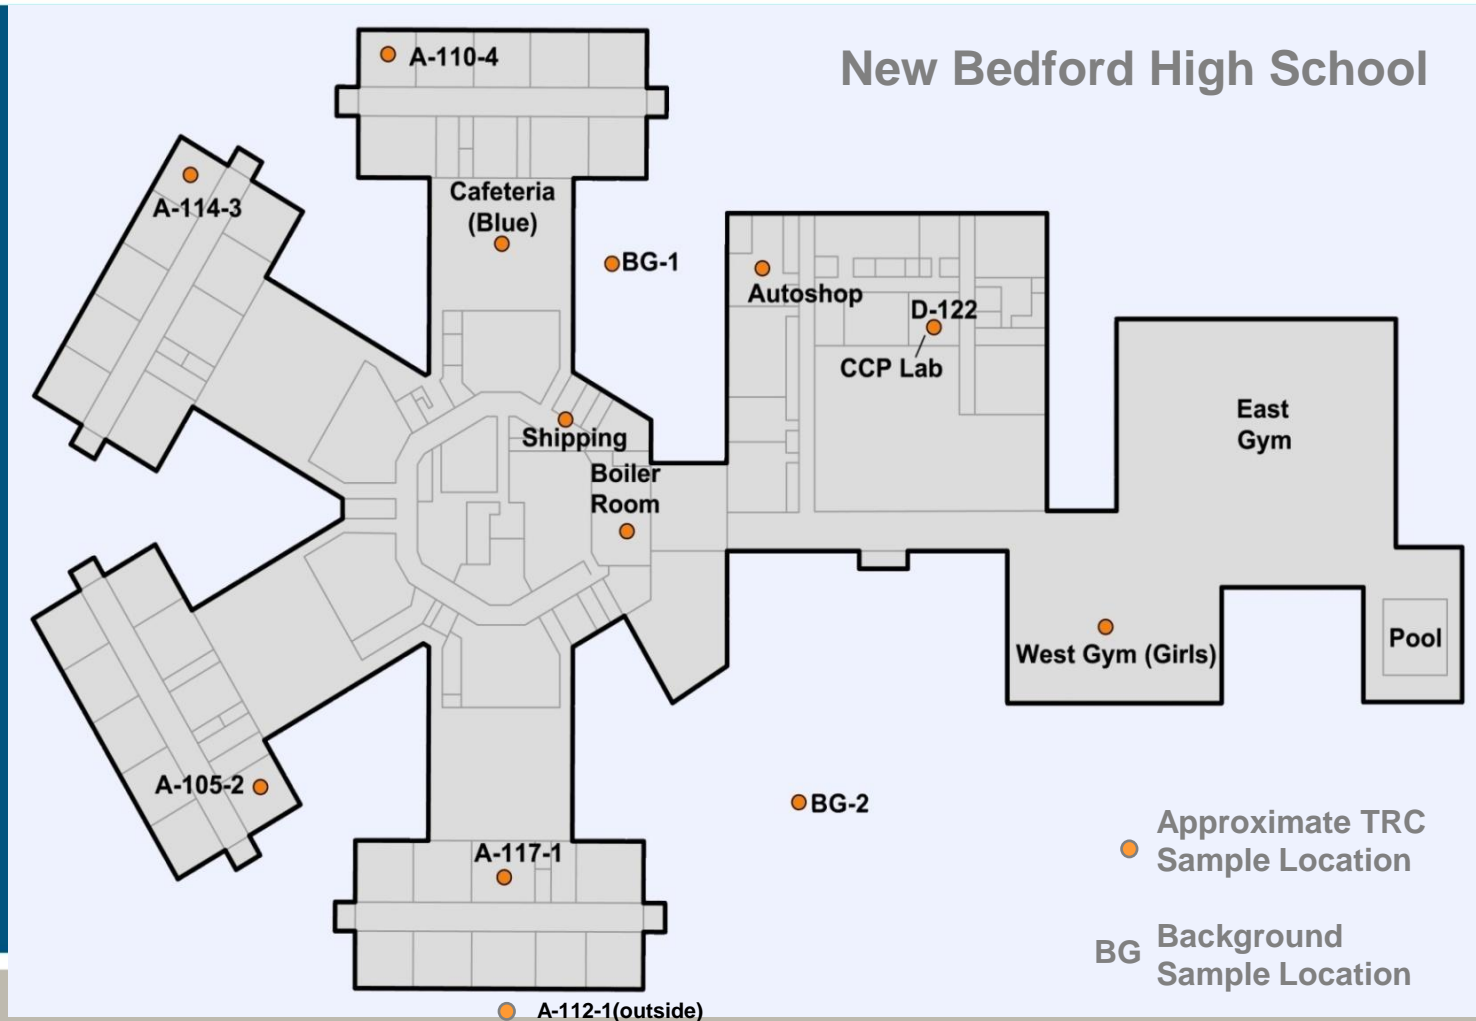 New Bedford High School
A-110-4
A-114-3
Cafeteria
(Blue)
BG-1
Autoshop
D-122
CCP Lab
East
Gym
Shipping
Boiler
Room
West Gym (Girls)
Pool
A-105-2
BG-2
A-117-1
Approximate TRC
Sample Location
BG Background
Sample Location
A-112-1(outside)